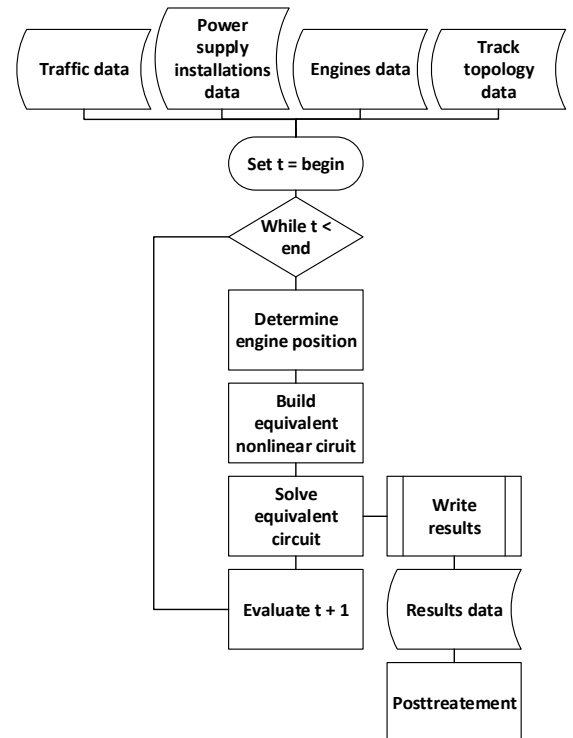 Traffic data
Power
supply
installations
data
Engines data
Track
topology
data
Set t = begin
While t <
end
Determine
engine position
Build
equivalent
nonlinear ciruit
Solve
equivalent
circuit
Write
results
Evaluate t + 1
Results data
Posttreatement